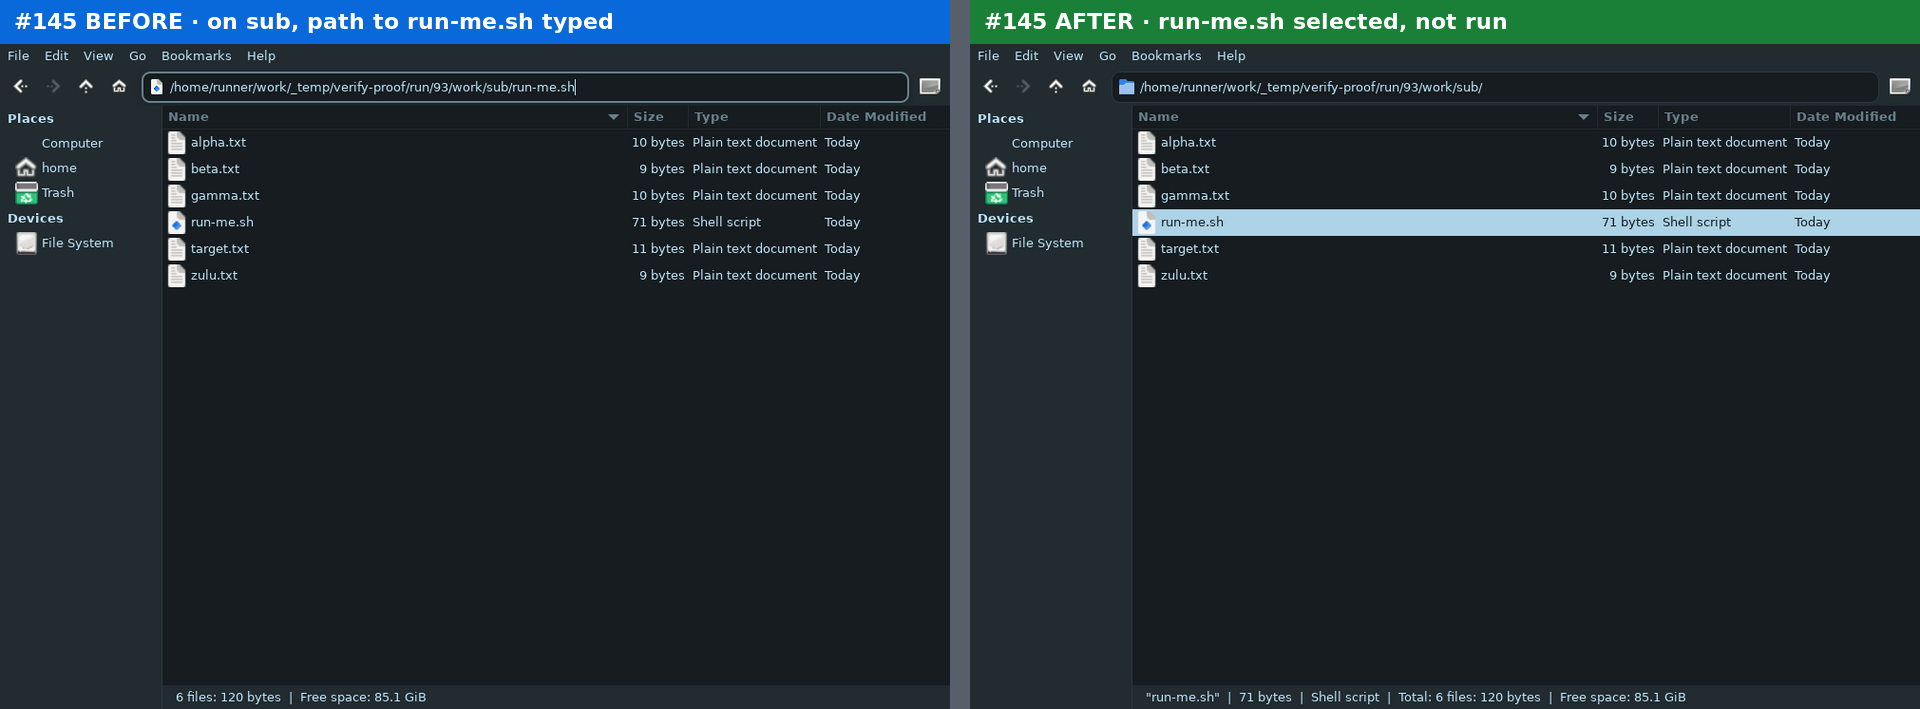 #145 BEFORE · on sub, path to run-me.sh typed
File Edit View Go Bookmarks Help
/home/runner/work/_temp/verify-proof/run/93/work/sub/run-me.sh
Places
Computer
home
Trash
Devices
File System
Name Size Type Date Modified
alpha.txt 10 bytes Plain text document Today
beta.txt 9 bytes Plain text document Today
gamma.txt 10 bytes Plain text document Today
run-me.sh 71 bytes Shell script Today
target.txt 11 bytes Plain text document Today
zulu.txt 9 bytes Plain text document Today
6 files: 120 bytes | Free space: 85.1 GiB
#145 AFTER · run-me.sh selected, not run
File Edit View Go Bookmarks Help
/home/runner/work/_temp/verify-proof/run/93/work/sub/
Places
Computer
home
Trash
Devices
File System
Name Size Type Date Modified
alpha.txt 10 bytes Plain text document Today
beta.txt 9 bytes Plain text document Today
gamma.txt 10 bytes Plain text document Today
run-me.sh 71 bytes Shell script Today
target.txt 11 bytes Plain text document Today
zulu.txt 9 bytes Plain text document Today
"run-me.sh" | 71 bytes | Shell script | Total: 6 files: 120 bytes | Free space: 85.1 GiB